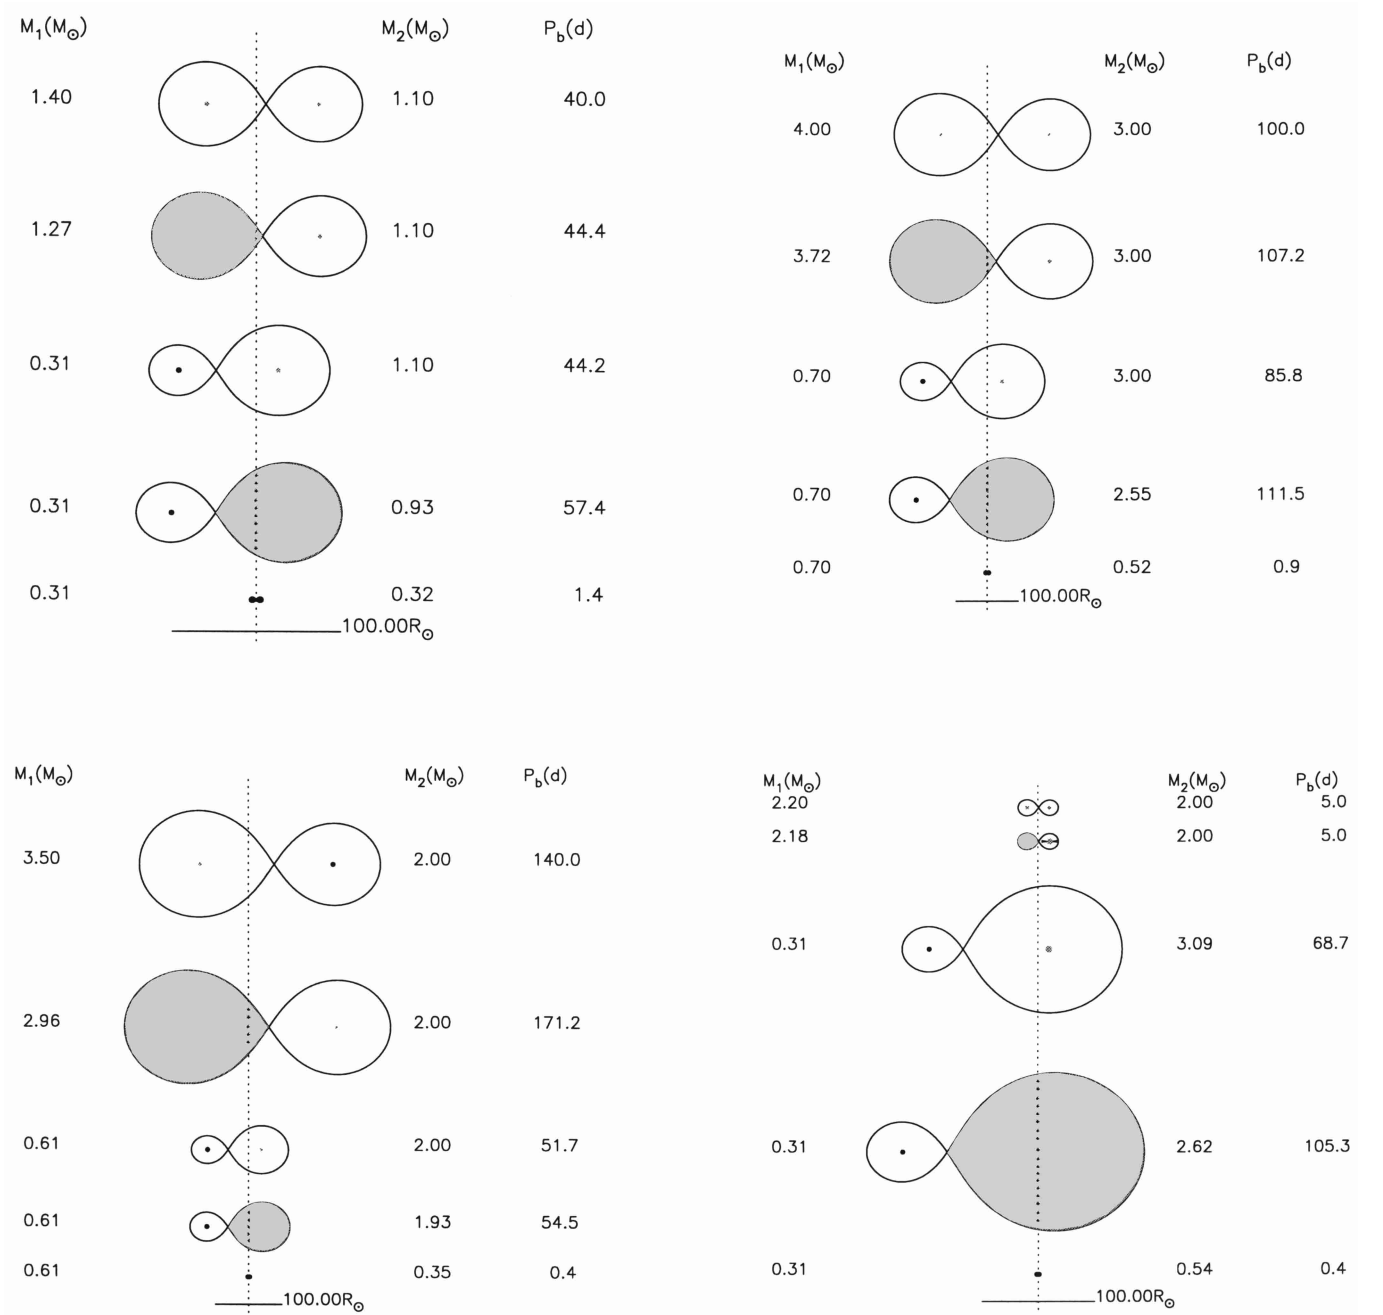 M₁(M⊙) M₂(M⊙) P_b(d)
1.40 1.10 40.0
1.27 1.10 44.4
0.31 1.10 44.2
0.31 0.93 57.4
0.31 0.32 1.4
100.00R⊙
M₁(M⊙) M₂(M⊙) P_b(d)
4.00 3.00 100.0
3.72 3.00 107.2
0.70 3.00 85.8
0.70 2.55 111.5
0.70 0.52 0.9
100.00R⊙
M₁(M⊙) M₂(M⊙) P_b(d)
3.50 2.00 140.0
2.96 2.00 171.2
0.61 2.00 51.7
0.61 1.93 54.5
0.61 0.35 0.4
100.00R⊙
M₁(M⊙) M₂(M⊙) P_b(d)
2.20 2.00 5.0
2.18 2.00 5.0
0.31 3.09 68.7
0.31 2.62 105.3
0.31 0.54 0.4
100.00R⊙